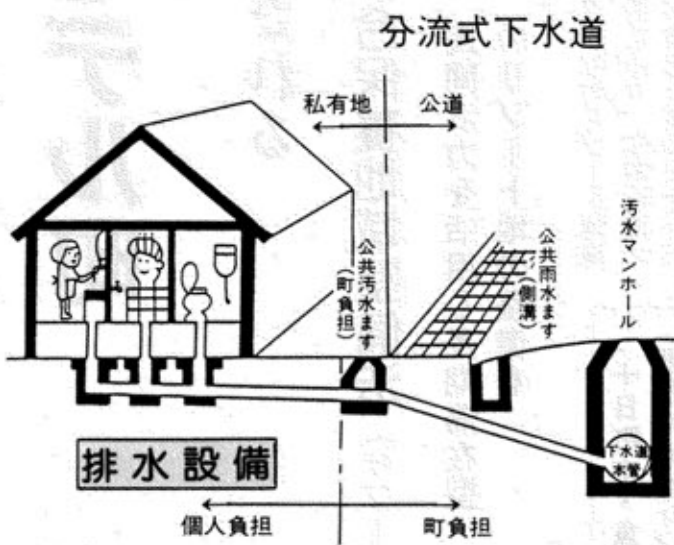 分流式下水道
私有地
公道
公共汚水ます
(町負担)
公共雨水ます
(側溝)
汚水マンホール
下水道
本管
排水設備
個人負担
町負担